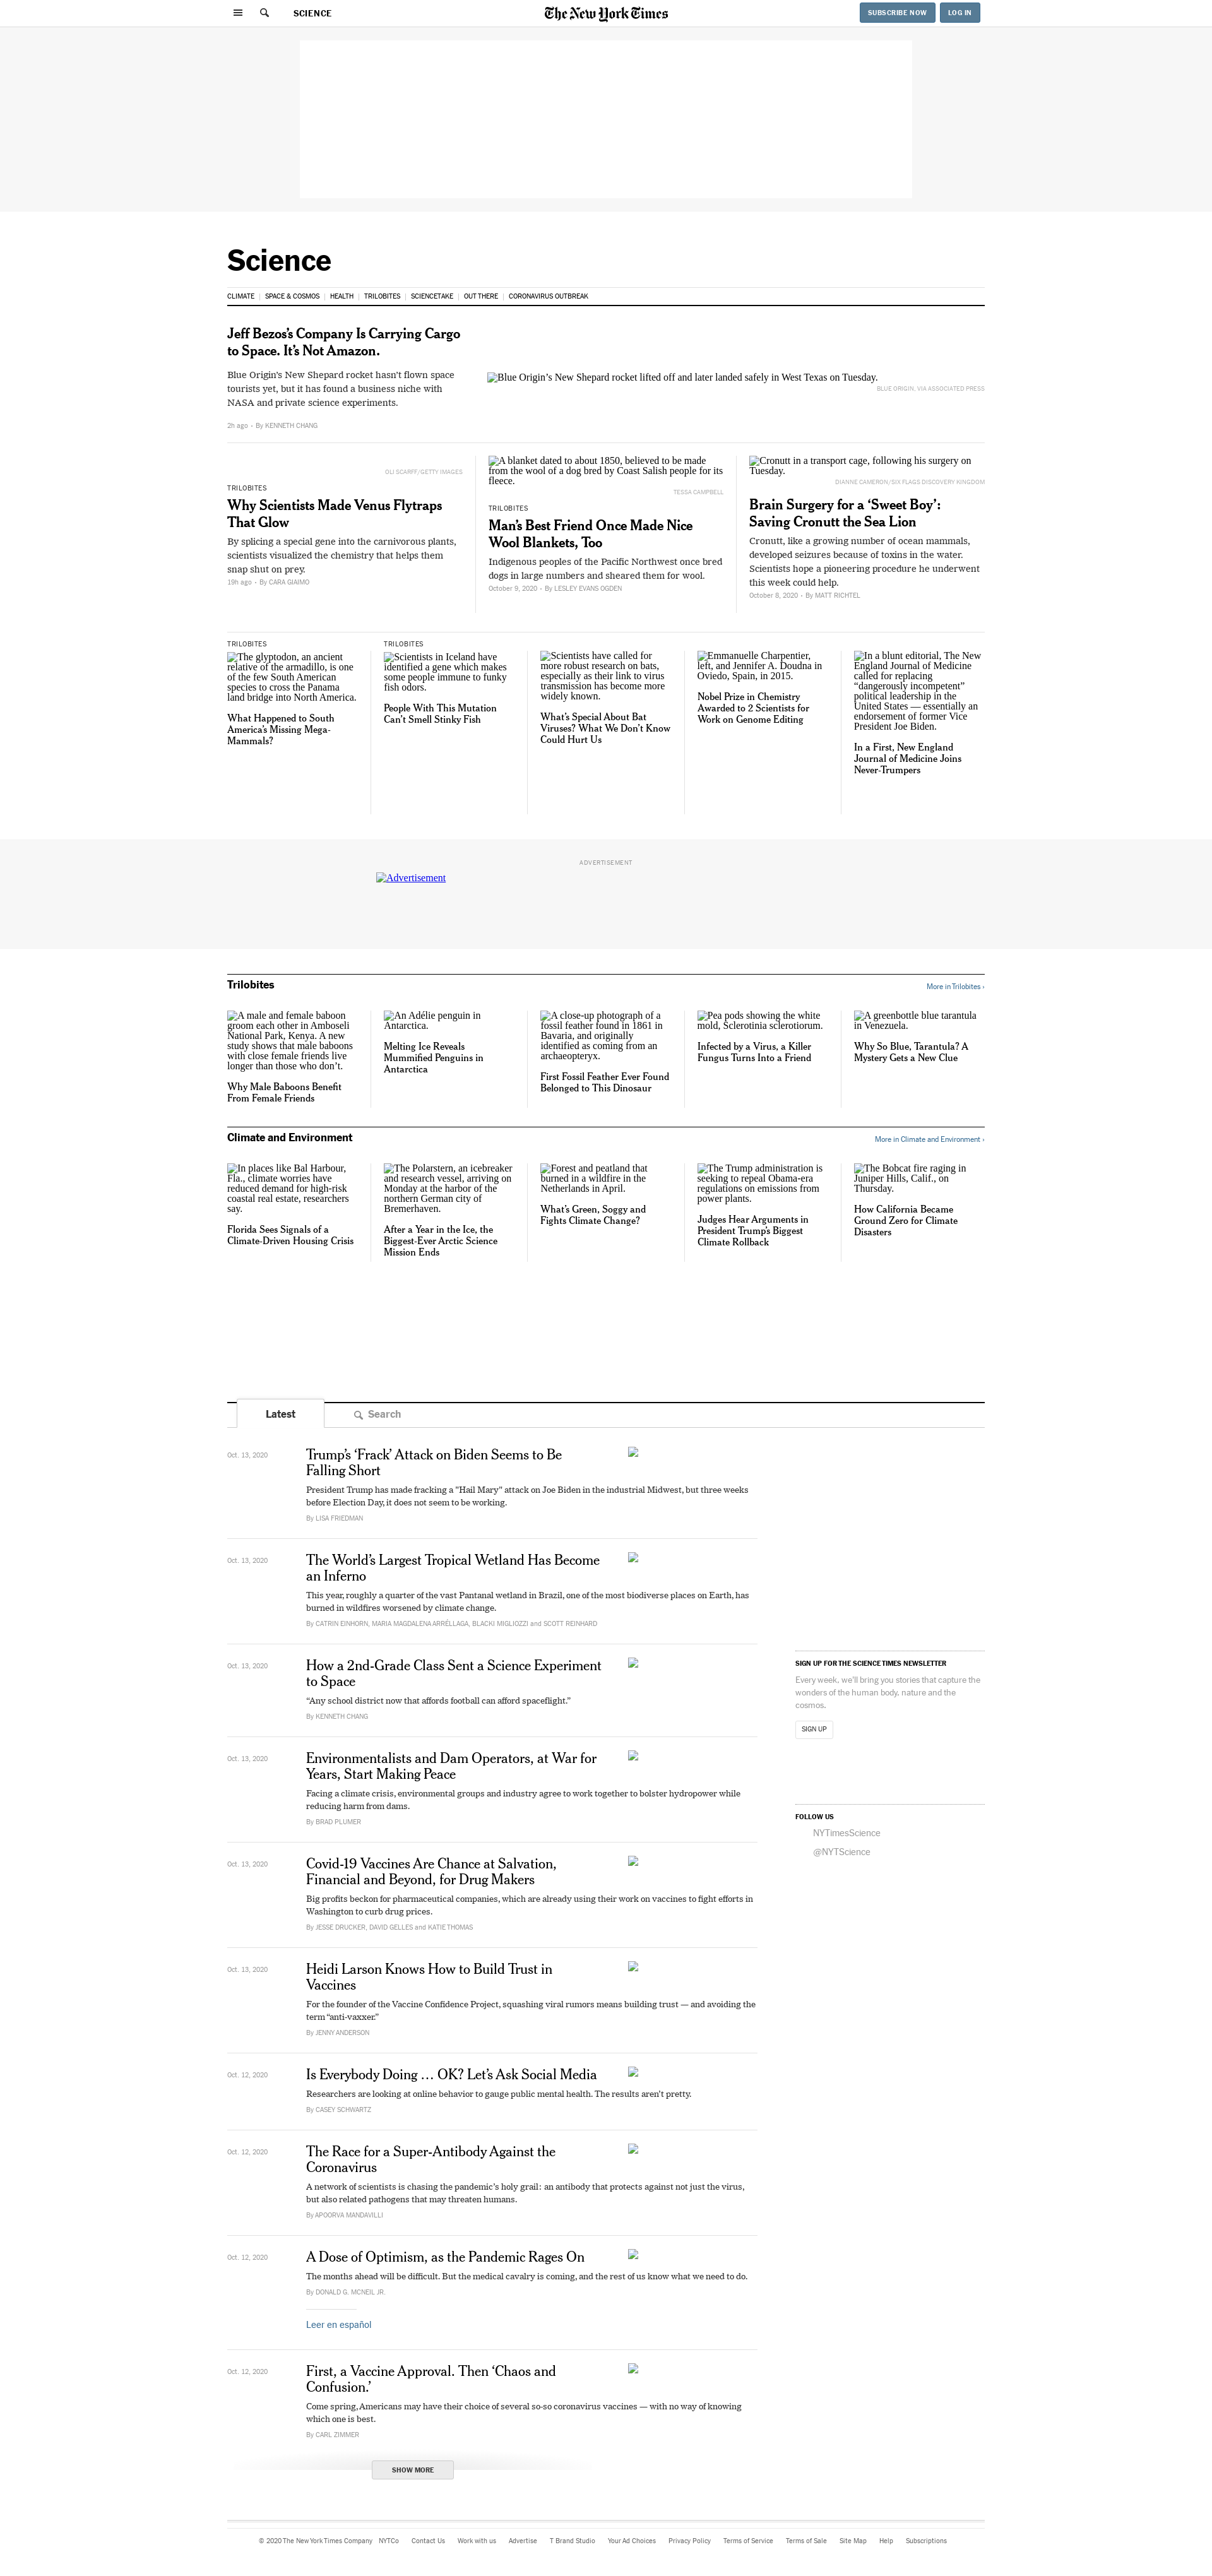 SCIENCE
The New York Times
SUBSCRIBE NOW
LOG IN
Science
CLIMATE
SPACE & COSMOS
HEALTH
TRILOBITES
SCIENCETAKE
OUT THERE
CORONAVIRUS OUTBREAK
Jeff Bezos’s Company Is Carrying Cargo
to Space. It’s Not Amazon.
Blue Origin’s New Shepard rocket hasn’t flown space
tourists yet, but it has found a business niche with
NASA and private science experiments.
2h ago • By KENNETH CHANG
Blue Origin’s New Shepard rocket lifted off and later landed safely in West Texas on Tuesday.
BLUE ORIGIN, VIA ASSOCIATED PRESS
OLI SCARFF/GETTY IMAGES
TRILOBITES
Why Scientists Made Venus Flytraps
That Glow
By splicing a special gene into the carnivorous plants,
scientists visualized the chemistry that helps them
snap shut on prey.
19h ago • By CARA GIAIMO
A blanket dated to about 1850, believed to be made
from the wool of a dog bred by Coast Salish people for its
fleece.
TESSA CAMPBELL
TRILOBITES
Man’s Best Friend Once Made Nice
Wool Blankets, Too
Indigenous peoples of the Pacific Northwest once bred
dogs in large numbers and sheared them for wool.
October 9, 2020 • By LESLEY EVANS OGDEN
Cronutt in a transport cage, following his surgery on
Tuesday.
DIANNE CAMERON/SIX FLAGS DISCOVERY KINGDOM
Brain Surgery for a ‘Sweet Boy’:
Saving Cronutt the Sea Lion
Cronutt, like a growing number of ocean mammals,
developed seizures because of toxins in the water.
Scientists hope a pioneering procedure he underwent
this week could help.
October 8, 2020 • By MATT RICHTEL
TRILOBITES
The glyptodon, an ancient
relative of the armadillo, is one
of the few South American
species to cross the Panama
land bridge into North America.
What Happened to South
America’s Missing Mega-
Mammals?
TRILOBITES
Scientists in Iceland have
identified a gene which makes
some people immune to funky
fish odors.
People With This Mutation
Can’t Smell Stinky Fish
Scientists have called for
more robust research on bats,
especially as their link to virus
transmission has become more
widely known.
What’s Special About Bat
Viruses? What We Don’t Know
Could Hurt Us
Emmanuelle Charpentier,
left, and Jennifer A. Doudna in
Oviedo, Spain, in 2015.
Nobel Prize in Chemistry
Awarded to 2 Scientists for
Work on Genome Editing
In a blunt editorial, The New
England Journal of Medicine
called for replacing
“dangerously incompetent”
political leadership in the
United States — essentially an
endorsement of former Vice
President Joe Biden.
In a First, New England
Journal of Medicine Joins
Never-Trumpers
ADVERTISEMENT
Advertisement
Trilobites
More in Trilobites ›
A male and female baboon
groom each other in Amboseli
National Park, Kenya. A new
study shows that male baboons
with close female friends live
longer than those who don’t.
Why Male Baboons Benefit
From Female Friends
An Adélie penguin in
Antarctica.
Melting Ice Reveals
Mummified Penguins in
Antarctica
A close-up photograph of a
fossil feather found in 1861 in
Bavaria, and originally
identified as coming from an
archaeopteryx.
First Fossil Feather Ever Found
Belonged to This Dinosaur
Pea pods showing the white
mold, Sclerotinia sclerotiorum.
Infected by a Virus, a Killer
Fungus Turns Into a Friend
A greenbottle blue tarantula
in Venezuela.
Why So Blue, Tarantula? A
Mystery Gets a New Clue
Climate and Environment
More in Climate and Environment ›
In places like Bal Harbour,
Fla., climate worries have
reduced demand for high-risk
coastal real estate, researchers
say.
Florida Sees Signals of a
Climate-Driven Housing Crisis
The Polarstern, an icebreaker
and research vessel, arriving on
Monday at the harbor of the
northern German city of
Bremerhaven.
After a Year in the Ice, the
Biggest-Ever Arctic Science
Mission Ends
Forest and peatland that
burned in a wildfire in the
Netherlands in April.
What’s Green, Soggy and
Fights Climate Change?
The Trump administration is
seeking to repeal Obama-era
regulations on emissions from
power plants.
Judges Hear Arguments in
President Trump’s Biggest
Climate Rollback
The Bobcat fire raging in
Juniper Hills, Calif., on
Thursday.
How California Became
Ground Zero for Climate
Disasters
Latest
Search
Oct. 13, 2020
Trump’s ‘Frack’ Attack on Biden Seems to Be
Falling Short
President Trump has made fracking a "Hail Mary" attack on Joe Biden in the industrial Midwest, but three weeks
before Election Day, it does not seem to be working.
By LISA FRIEDMAN
Oct. 13, 2020
The World’s Largest Tropical Wetland Has Become
an Inferno
This year, roughly a quarter of the vast Pantanal wetland in Brazil, one of the most biodiverse places on Earth, has
burned in wildfires worsened by climate change.
By CATRIN EINHORN, MARIA MAGDALENA ARRÉLLAGA, BLACKI MIGLIOZZI and SCOTT REINHARD
Oct. 13, 2020
How a 2nd-Grade Class Sent a Science Experiment
to Space
“Any school district now that affords football can afford spaceflight.”
By KENNETH CHANG
Oct. 13, 2020
Environmentalists and Dam Operators, at War for
Years, Start Making Peace
Facing a climate crisis, environmental groups and industry agree to work together to bolster hydropower while
reducing harm from dams.
By BRAD PLUMER
Oct. 13, 2020
Covid-19 Vaccines Are Chance at Salvation,
Financial and Beyond, for Drug Makers
Big profits beckon for pharmaceutical companies, which are already using their work on vaccines to fight efforts in
Washington to curb drug prices.
By JESSE DRUCKER, DAVID GELLES and KATIE THOMAS
Oct. 13, 2020
Heidi Larson Knows How to Build Trust in
Vaccines
For the founder of the Vaccine Confidence Project, squashing viral rumors means building trust — and avoiding the
term “anti-vaxxer.”
By JENNY ANDERSON
Oct. 12, 2020
Is Everybody Doing … OK? Let’s Ask Social Media
Researchers are looking at online behavior to gauge public mental health. The results aren’t pretty.
By CASEY SCHWARTZ
Oct. 12, 2020
The Race for a Super-Antibody Against the
Coronavirus
A network of scientists is chasing the pandemic’s holy grail: an antibody that protects against not just the virus,
but also related pathogens that may threaten humans.
By APOORVA MANDAVILLI
Oct. 12, 2020
A Dose of Optimism, as the Pandemic Rages On
The months ahead will be difficult. But the medical cavalry is coming, and the rest of us know what we need to do.
By DONALD G. MCNEIL JR.
Leer en español
Oct. 12, 2020
First, a Vaccine Approval. Then ‘Chaos and
Confusion.’
Come spring, Americans may have their choice of several so-so coronavirus vaccines — with no way of knowing
which one is best.
By CARL ZIMMER
SHOW MORE
SIGN UP FOR THE SCIENCE TIMES NEWSLETTER
Every week, we’ll bring you stories that capture the
wonders of the human body, nature and the
cosmos.
SIGN UP
FOLLOW US
NYTimesScience
@NYTScience
© 2020 The New York Times Company
NYTCo
Contact Us
Work with us
Advertise
T Brand Studio
Your Ad Choices
Privacy Policy
Terms of Service
Terms of Sale
Site Map
Help
Subscriptions